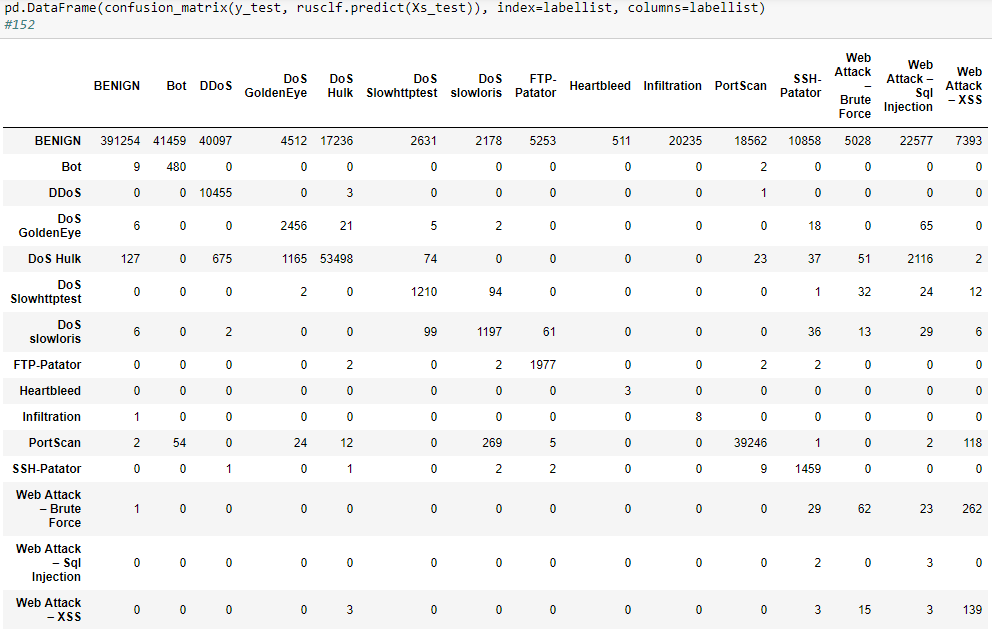 pd.DataFrame(confusion_matrix(y_test, rusclf.predict(Xs_test)), index=labellist, columns=labellist)
#152
BENIGN Bot DDoS DoS GoldenEye DoS Hulk DoS Slowhttptest DoS slowloris FTP-Patator Heartbleed Infiltration PortScan SSH-Patator Web Attack – Brute Force Web Attack – Sql Injection Web Attack – XSS
BENIGN 391254 41459 40097 4512 17236 2631 2178 5253 511 20235 18562 10858 5028 22577 7393
Bot 9 480 0 0 0 0 0 0 0 0 2 0 0 0 0
DDoS 0 0 10455 0 3 0 0 0 0 0 1 0 0 0 0
DoS GoldenEye 6 0 0 2456 21 5 2 0 0 0 0 18 0 65 0
DoS Hulk 127 0 675 1165 53498 74 0 0 0 0 23 37 51 2116 2
DoS Slowhttptest 0 0 0 2 0 1210 94 0 0 0 0 1 32 24 12
DoS slowloris 6 0 2 0 0 99 1197 61 0 0 0 36 13 29 6
FTP-Patator 0 0 0 0 2 0 2 1977 0 0 2 2 0 0 0
Heartbleed 0 0 0 0 0 0 0 0 3 0 0 0 0 0 0
Infiltration 1 0 0 0 0 0 0 0 0 8 0 0 0 0 0
PortScan 2 54 0 24 12 0 269 5 0 0 39246 1 0 2 118
SSH-Patator 0 0 1 0 1 0 2 2 0 0 9 1459 0 0 0
Web Attack – Brute Force 1 0 0 0 0 0 0 0 0 0 0 29 62 23 262
Web Attack – Sql Injection 0 0 0 0 0 0 0 0 0 0 0 2 0 3 0
Web Attack – XSS 0 0 0 0 3 0 0 0 0 0 0 3 15 3 139